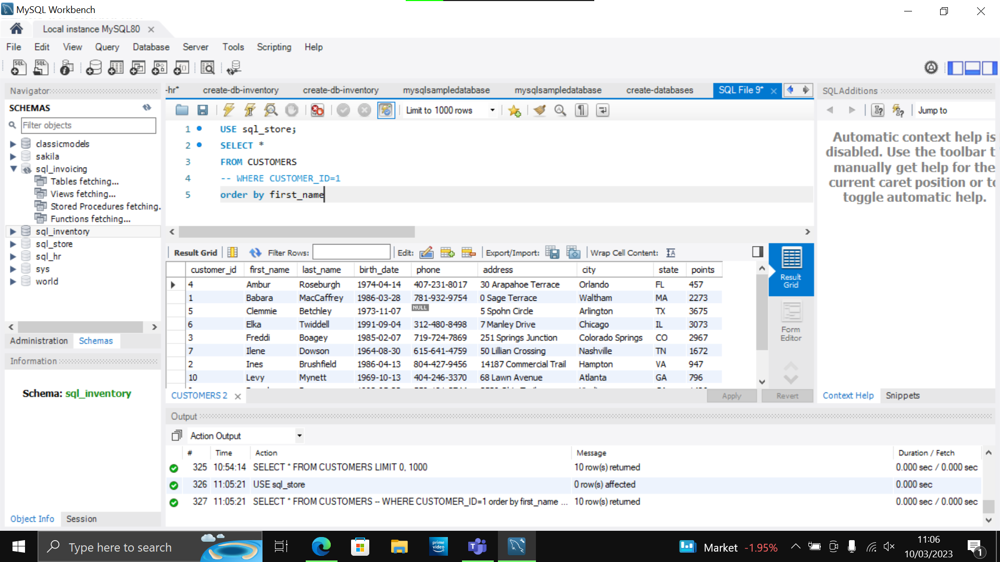 MySQL Workbench
Local instance MySQL80
File Edit View Query Database Server Tools Scripting Help
Navigator
SCHEMAS
Filter objects
classicmodels
sakila
sql_invoicing
Tables fetching...
Views fetching...
Stored Procedures fetching.
Functions fetching...
sql_inventory
sql_store
sql_hr
sys
world
Administration Schemas
Information
Schema: sql_inventory
Object Info Session
-hr* create-db-inventory create-db-inventory mysqlsampledatabase mysqlsampledatabase create-databases SQL File 9*
Limit to 1000 rows
1 USE sql_store;
2 SELECT *
3 FROM CUSTOMERS
4 -- WHERE CUSTOMER_ID=1
5 order by first_name
Result Grid Filter Rows: Edit: Export/Import: Wrap Cell Content:
customer_id first_name last_name birth_date phone address city state points
4 Ambur Roseburgh 1974-04-14 407-231-8017 30 Arapahoe Terrace Orlando FL 457
1 Babara MacCaffrey 1986-03-28 781-932-9754 0 Sage Terrace Waltham MA 2273
5 Clemmie Betchley 1973-11-07 NULL 5 Spohn Circle Arlington TX 3675
6 Elka Twiddell 1991-09-04 312-480-8498 7 Manley Drive Chicago IL 3073
3 Freddi Boagey 1985-02-07 719-724-7869 251 Springs Junction Colorado Springs CO 2967
7 Ilene Dowson 1964-08-30 615-641-4759 50 Lillian Crossing Nashville TN 1672
2 Ines Brushfield 1986-04-13 804-427-9456 14187 Commercial Trail Hampton VA 947
10 Levy Mynett 1969-10-13 404-246-3370 68 Lawn Avenue Atlanta GA 796
Result
Grid
Form
Editor
CUSTOMERS 2
Apply Revert
SQLAdditions
Jump to
Automatic context help is
disabled. Use the toolbar t
manually get help for the
current caret position or to
toggle automatic help.
Context Help Snippets
Output
Action Output
# Time Action Message Duration / Fetch
325 10:54:14 SELECT * FROM CUSTOMERS LIMIT 0, 1000 10 row(s) returned 0.000 sec / 0.000 sec
326 11:05:21 USE sql_store 0 row(s) affected 0.000 sec
327 11:05:21 SELECT * FROM CUSTOMERS -- WHERE CUSTOMER_ID=1 order by first_name ... 10 row(s) returned 0.000 sec / 0.000 sec
Type here to search
prime
video
Market -1.95%
11:06
10/03/2023
1